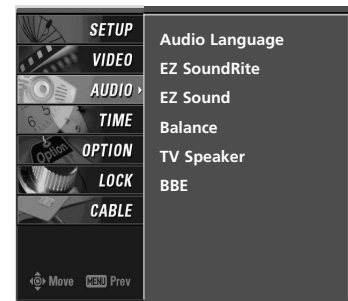 SETUP
VIDEO
AUDIO
TIME
OPTION
LOCK
CABLE
Move MENU Prev
Audio Language
EZ SoundRite
EZ Sound
Balance
TV Speaker
BBE